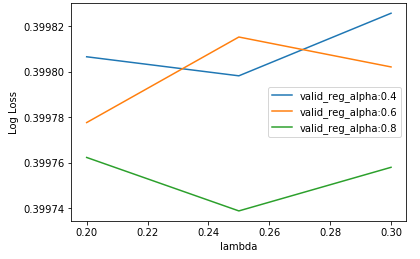 0.39982
0.39980
0.39978
0.39976
0.39974
Log Loss
valid_reg_alpha:0.4
valid_reg_alpha:0.6
valid_reg_alpha:0.8
0.20 0.22 0.24 0.26 0.28 0.30
lambda